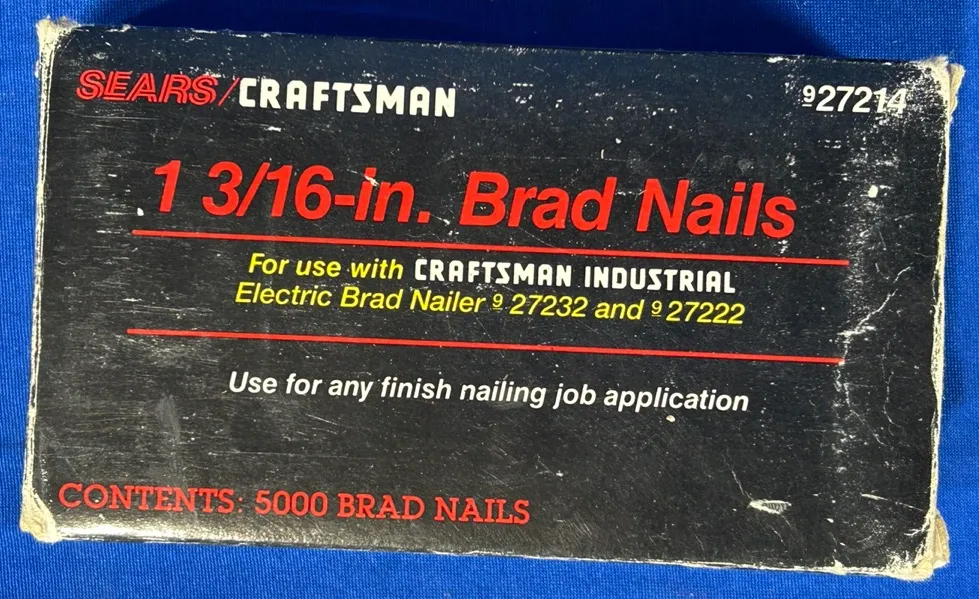 SEARS/CRAFTSMAN
927214
1 3/16-in. Brad Nails
For use with CRAFTSMAN INDUSTRIAL
Electric Brad Nailer 9 27232 and 9 27222
Use for any finish nailing job application
CONTENTS: 5000 BRAD NAILS